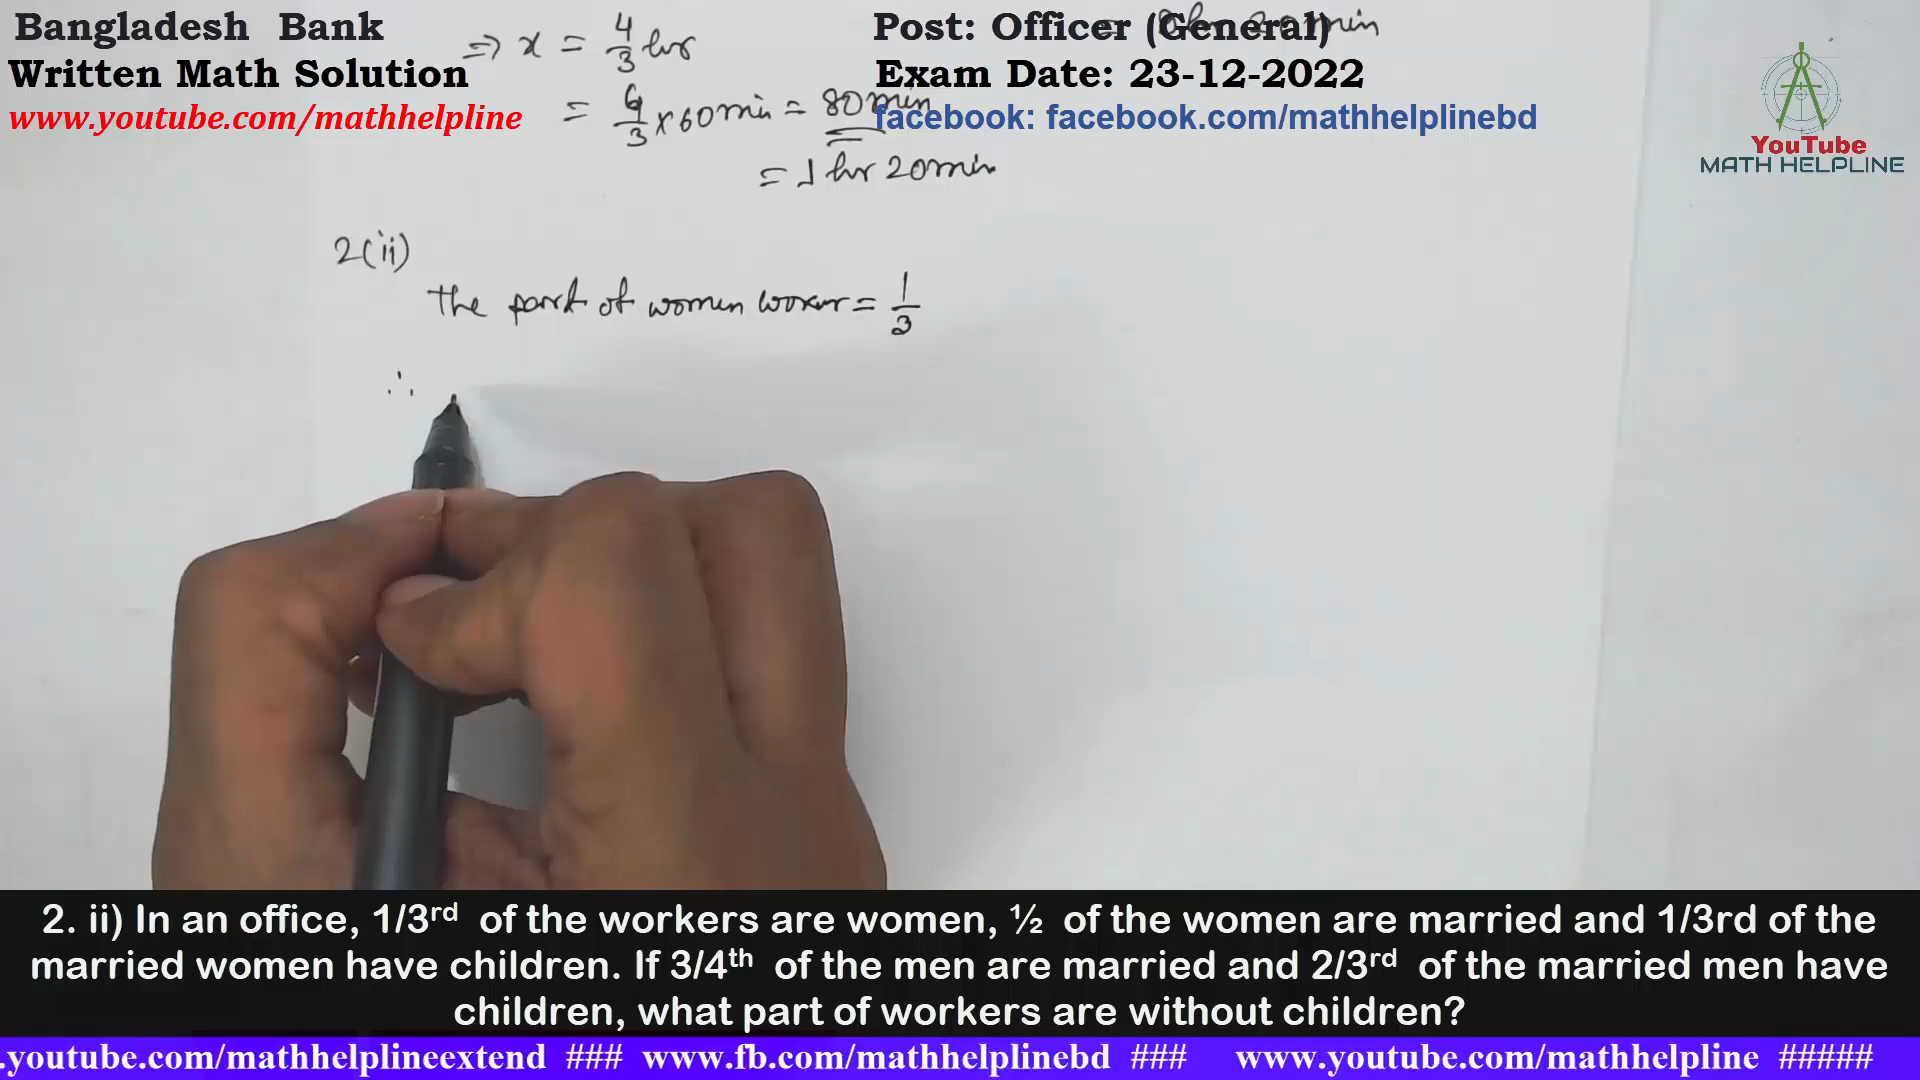 Bangladesh Bank
Written Math Solution
www.youtube.com/mathhelpline
Post: Officer (General)
Exam Date: 23-12-2022
facebook: facebook.com/mathhelplinebd
YouTube
MATH HELPLINE
20 min
⇒ x = 4/3 hr
= 4/3 × 60 min = 80 min
= 1 hr 20 min
2(ii)
The part of women = 1/3
∴
2. ii) In an office, 1/3rd of the workers are women, ½ of the women are married and 1/3rd of the
married women have children. If 3/4th of the men are married and 2/3rd of the married men have
children, what part of workers are without children?
.youtube.com/mathhelplineextend ### www.fb.com/mathhelplinebd ### www.youtube.com/mathhelpline #####